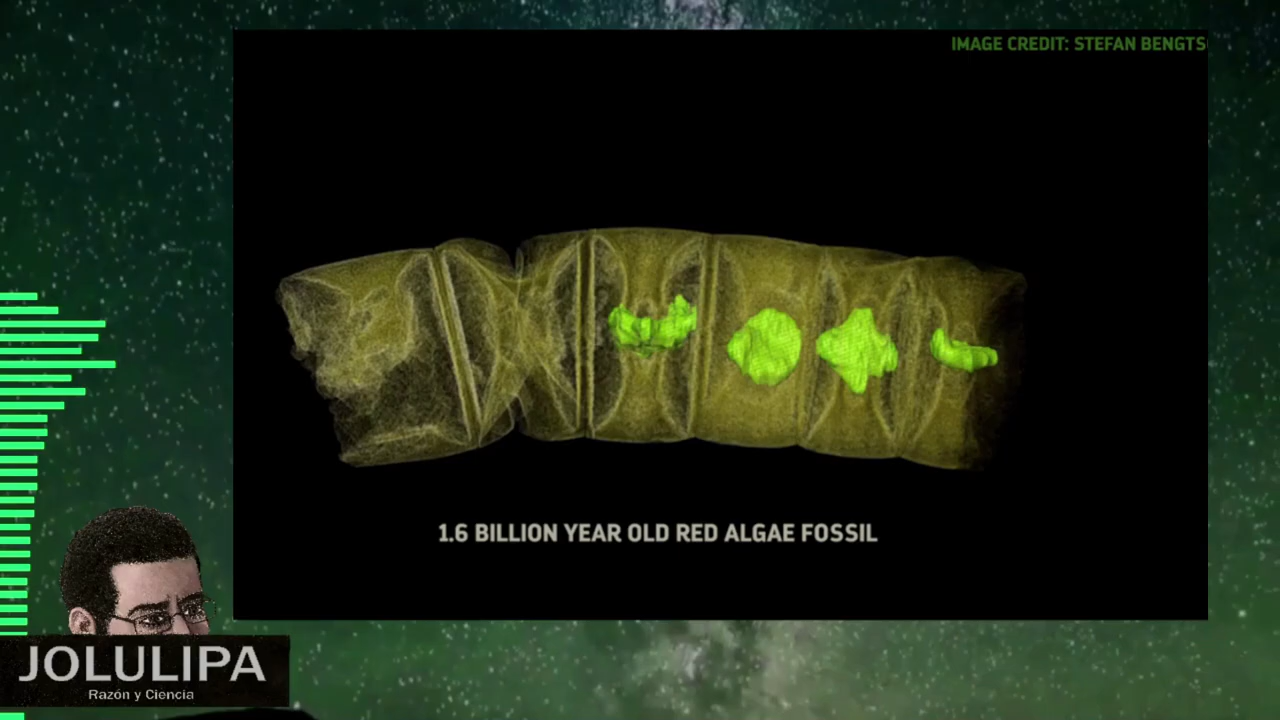 IMAGE CREDIT: STEFAN BENGTS
1.6 BILLION YEAR OLD RED ALGAE FOSSIL
JOLULIPA
Razón y Ciencia